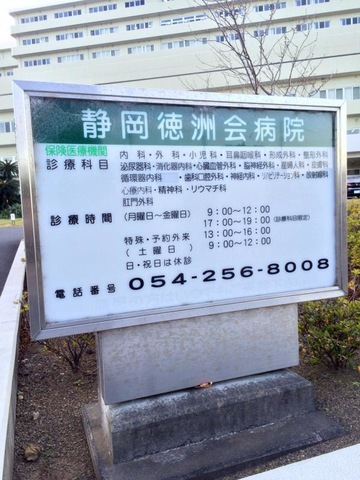 静岡徳洲会病院
保険医療機関
診療科目
内科・外科・小児科・耳鼻咽喉科・形成外科・整形外科
泌尿器科・消化器内科・心臓血管外科・脳神経外科・産婦人科・皮膚科
循環器内科・歯科口腔外科・神経内科・リハビリテーション科・放射線科
心療内科・精神科・リウマチ科
肛門外科
診療時間 (月曜日〜金曜日) 9:00〜12:00
17:00〜19:00 (診療科目限定)
特殊・予約外来 13:00〜16:00
(土曜日) 9:00〜12:00
日・祝日は休診
電話番号 054-256-8008